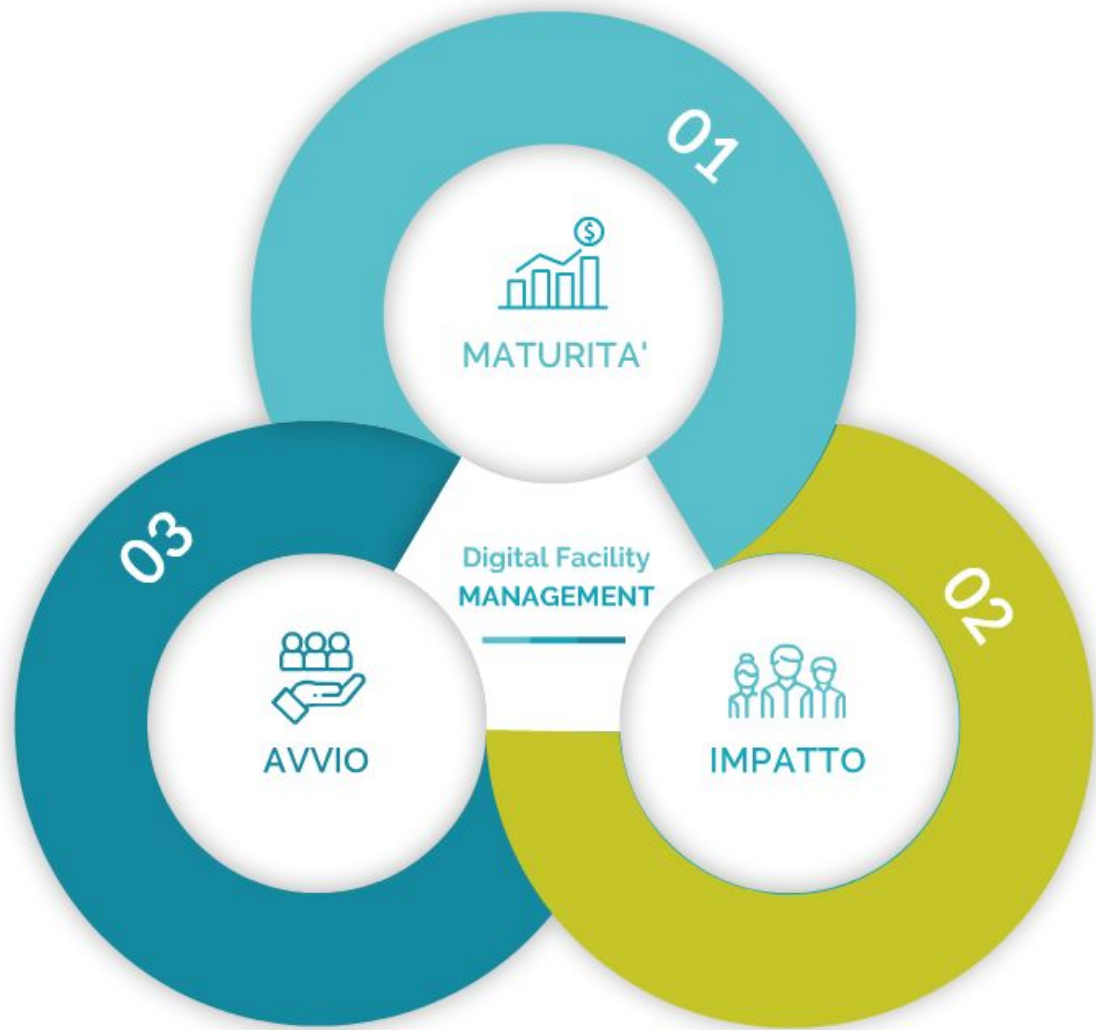 01
MATURITA'
Digital Facility
MANAGEMENT
02
IMPATTO
03
AVVIO